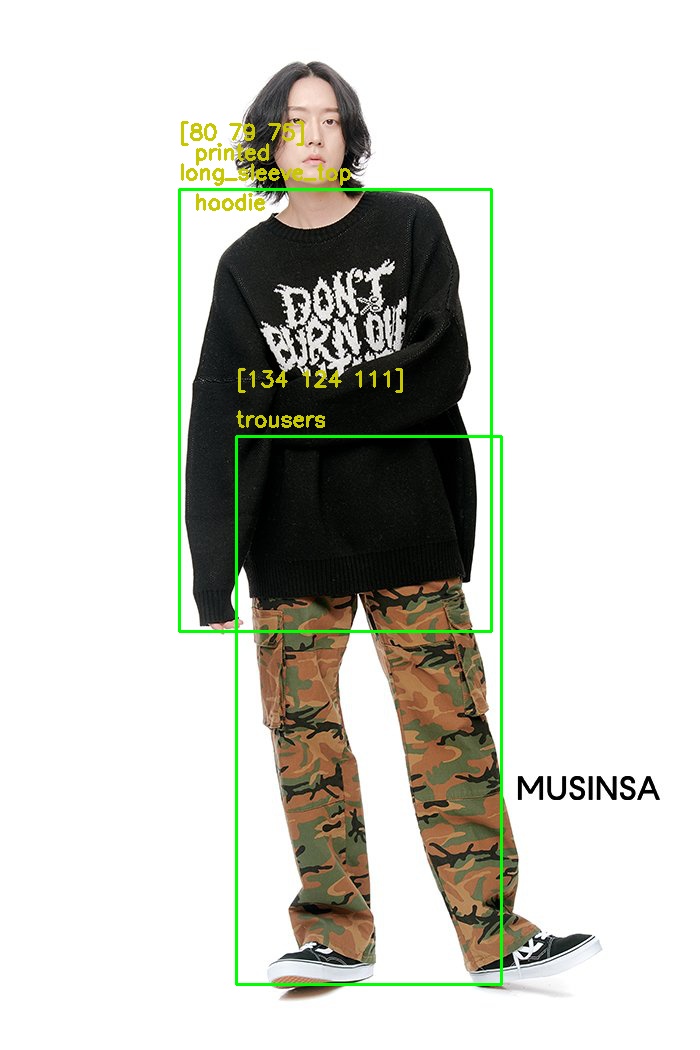 [80 79 75]
printed
long_sleeve_top
hoodie
DON'T
BURN OUT
[134 124 111]
trousers
MUSINSA